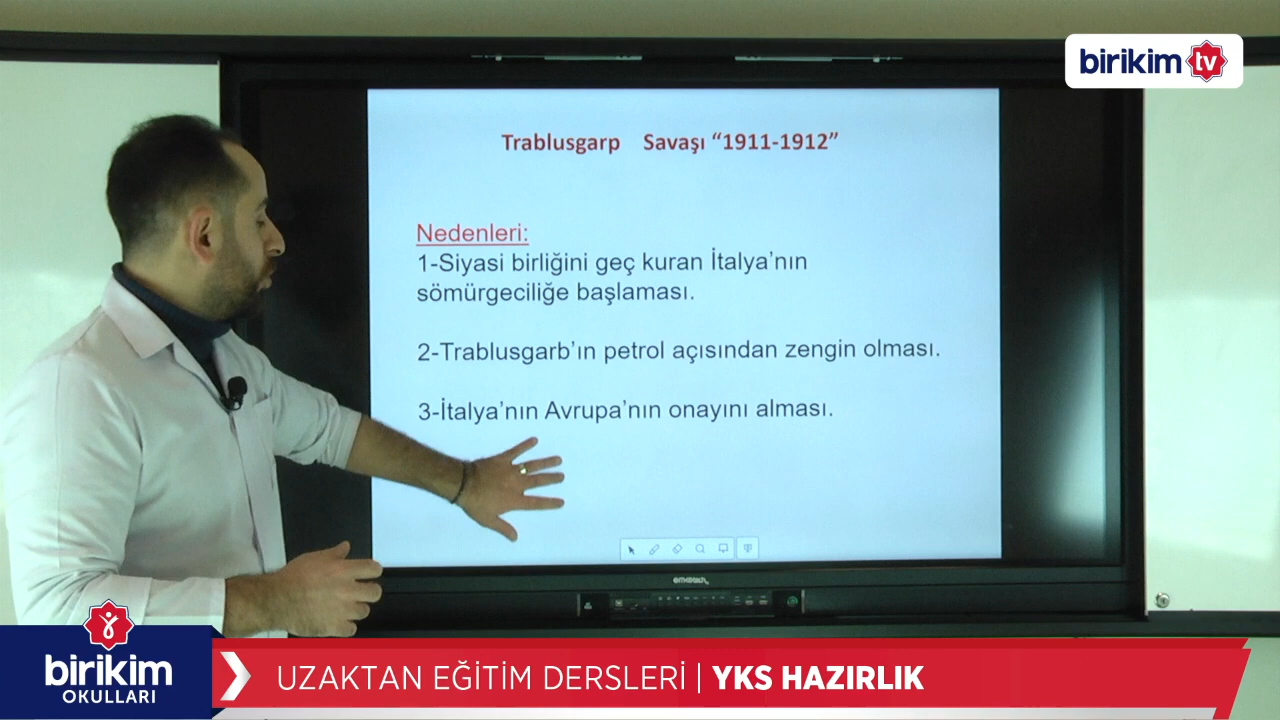 birikim tv
Trablusgarp Savaşı “1911-1912”
Nedenleri:
1-Siyasi birliğini geç kuran İtalya’nın
sömürgeciliğe başlaması.
2-Trablusgarb’ın petrol açısından zengin olması.
3-İtalya’nın Avrupa’nın onayını alması.
birikim
OKULLARI
UZAKTAN EĞİTİM DERSLERİ | YKS HAZIRLIK